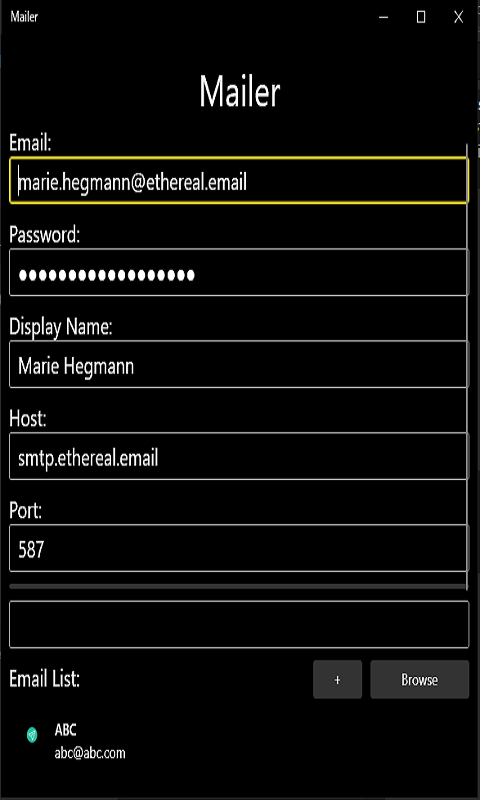 Mailer
Mailer
Email:
marie.hegmann@ethereal.email
Password:
●●●●●●●●●●●●●●●●●●
Display Name:
Marie Hegmann
Host:
smtp.ethereal.email
Port:
587
Email List:
+
Browse
ABC
abc@abc.com